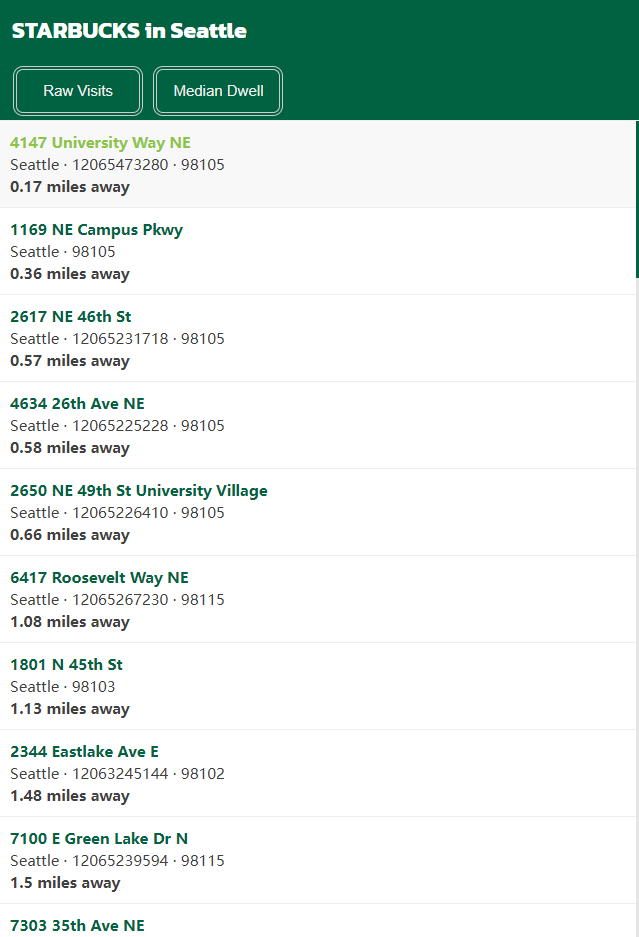 STARBUCKS in Seattle
Raw Visits
Median Dwell
4147 University Way NE
Seattle · 12065473280 · 98105
0.17 miles away
1169 NE Campus Pkwy
Seattle · 98105
0.36 miles away
2617 NE 46th St
Seattle · 12065231718 · 98105
0.57 miles away
4634 26th Ave NE
Seattle · 12065225228 · 98105
0.58 miles away
2650 NE 49th St University Village
Seattle · 12065226410 · 98105
0.66 miles away
6417 Roosevelt Way NE
Seattle · 12065267230 · 98115
1.08 miles away
1801 N 45th St
Seattle · 98103
1.13 miles away
2344 Eastlake Ave E
Seattle · 12063245144 · 98102
1.48 miles away
7100 E Green Lake Dr N
Seattle · 12065239594 · 98115
1.5 miles away
7303 35th Ave NE